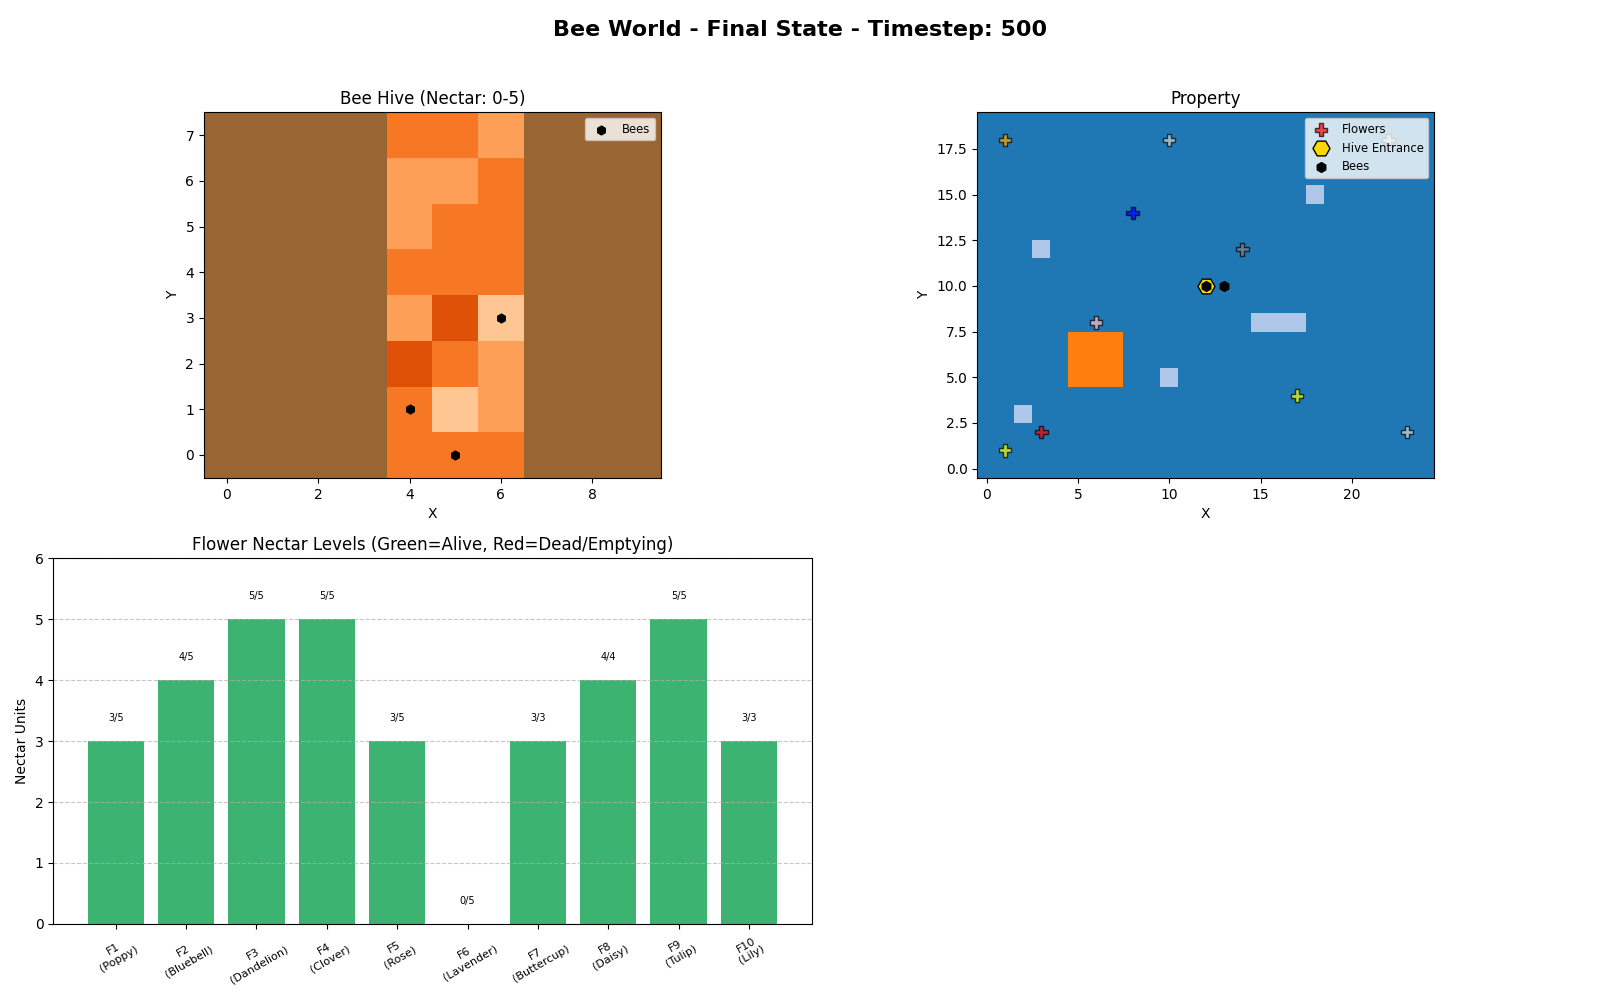 Bee World - Final State - Timestep: 500
Bee Hive (Nectar: 0-5)
Bees
7
6
5
4
3
2
1
0
Y
0 2 4 6 8
X
Property
Flowers
Hive Entrance
Bees
17.5
15.0
12.5
10.0
7.5
5.0
2.5
0.0
Y
0 5 10 15 20
X
Flower Nectar Levels (Green=Alive, Red=Dead/Emptying)
6
5
4
3
2
1
0
Nectar Units
3/5 4/5 5/5 5/5 3/5 0/5 3/3 4/4 5/5 3/3
F1 (Poppy)
F2 (Bluebell)
F3 (Dandelion)
F4 (Clover)
F5 (Rose)
F6 (Lavender)
F7 (Buttercup)
F8 (Daisy)
F9 (Tulip)
F10 (Lily)